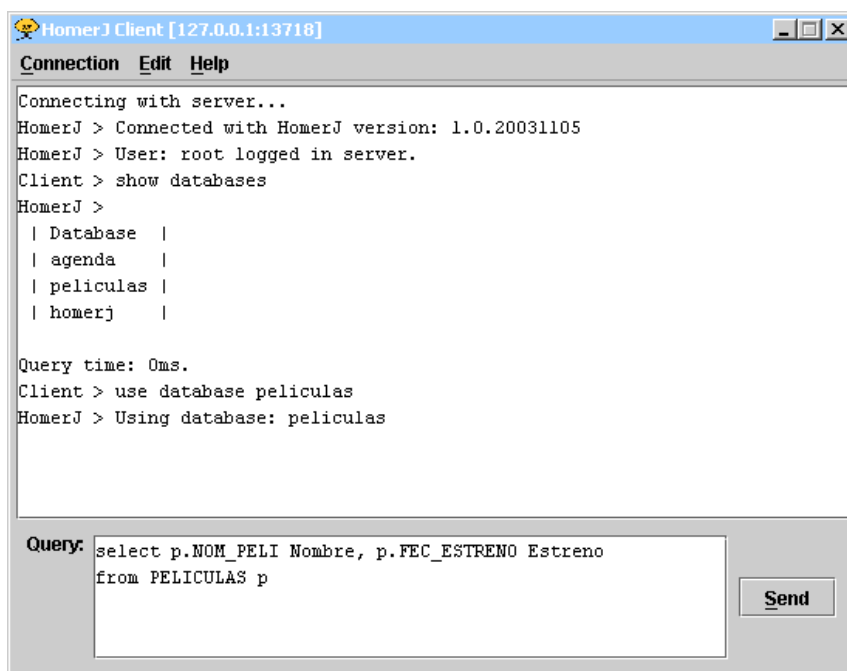 HomerJ Client [127.0.0.1:13718]
Connection Edit Help
Connecting with server...
HomerJ > Connected with HomerJ version: 1.0.20031105
HomerJ > User: root logged in server.
Client > show databases
HomerJ >
| Database |
| agenda |
| peliculas |
| homerj |
Query time: 0ms.
Client > use database peliculas
HomerJ > Using database: peliculas
Query:
select p.NOM_PELI Nombre, p.FEC_ESTRENO Estreno
from PELICULAS p
Send